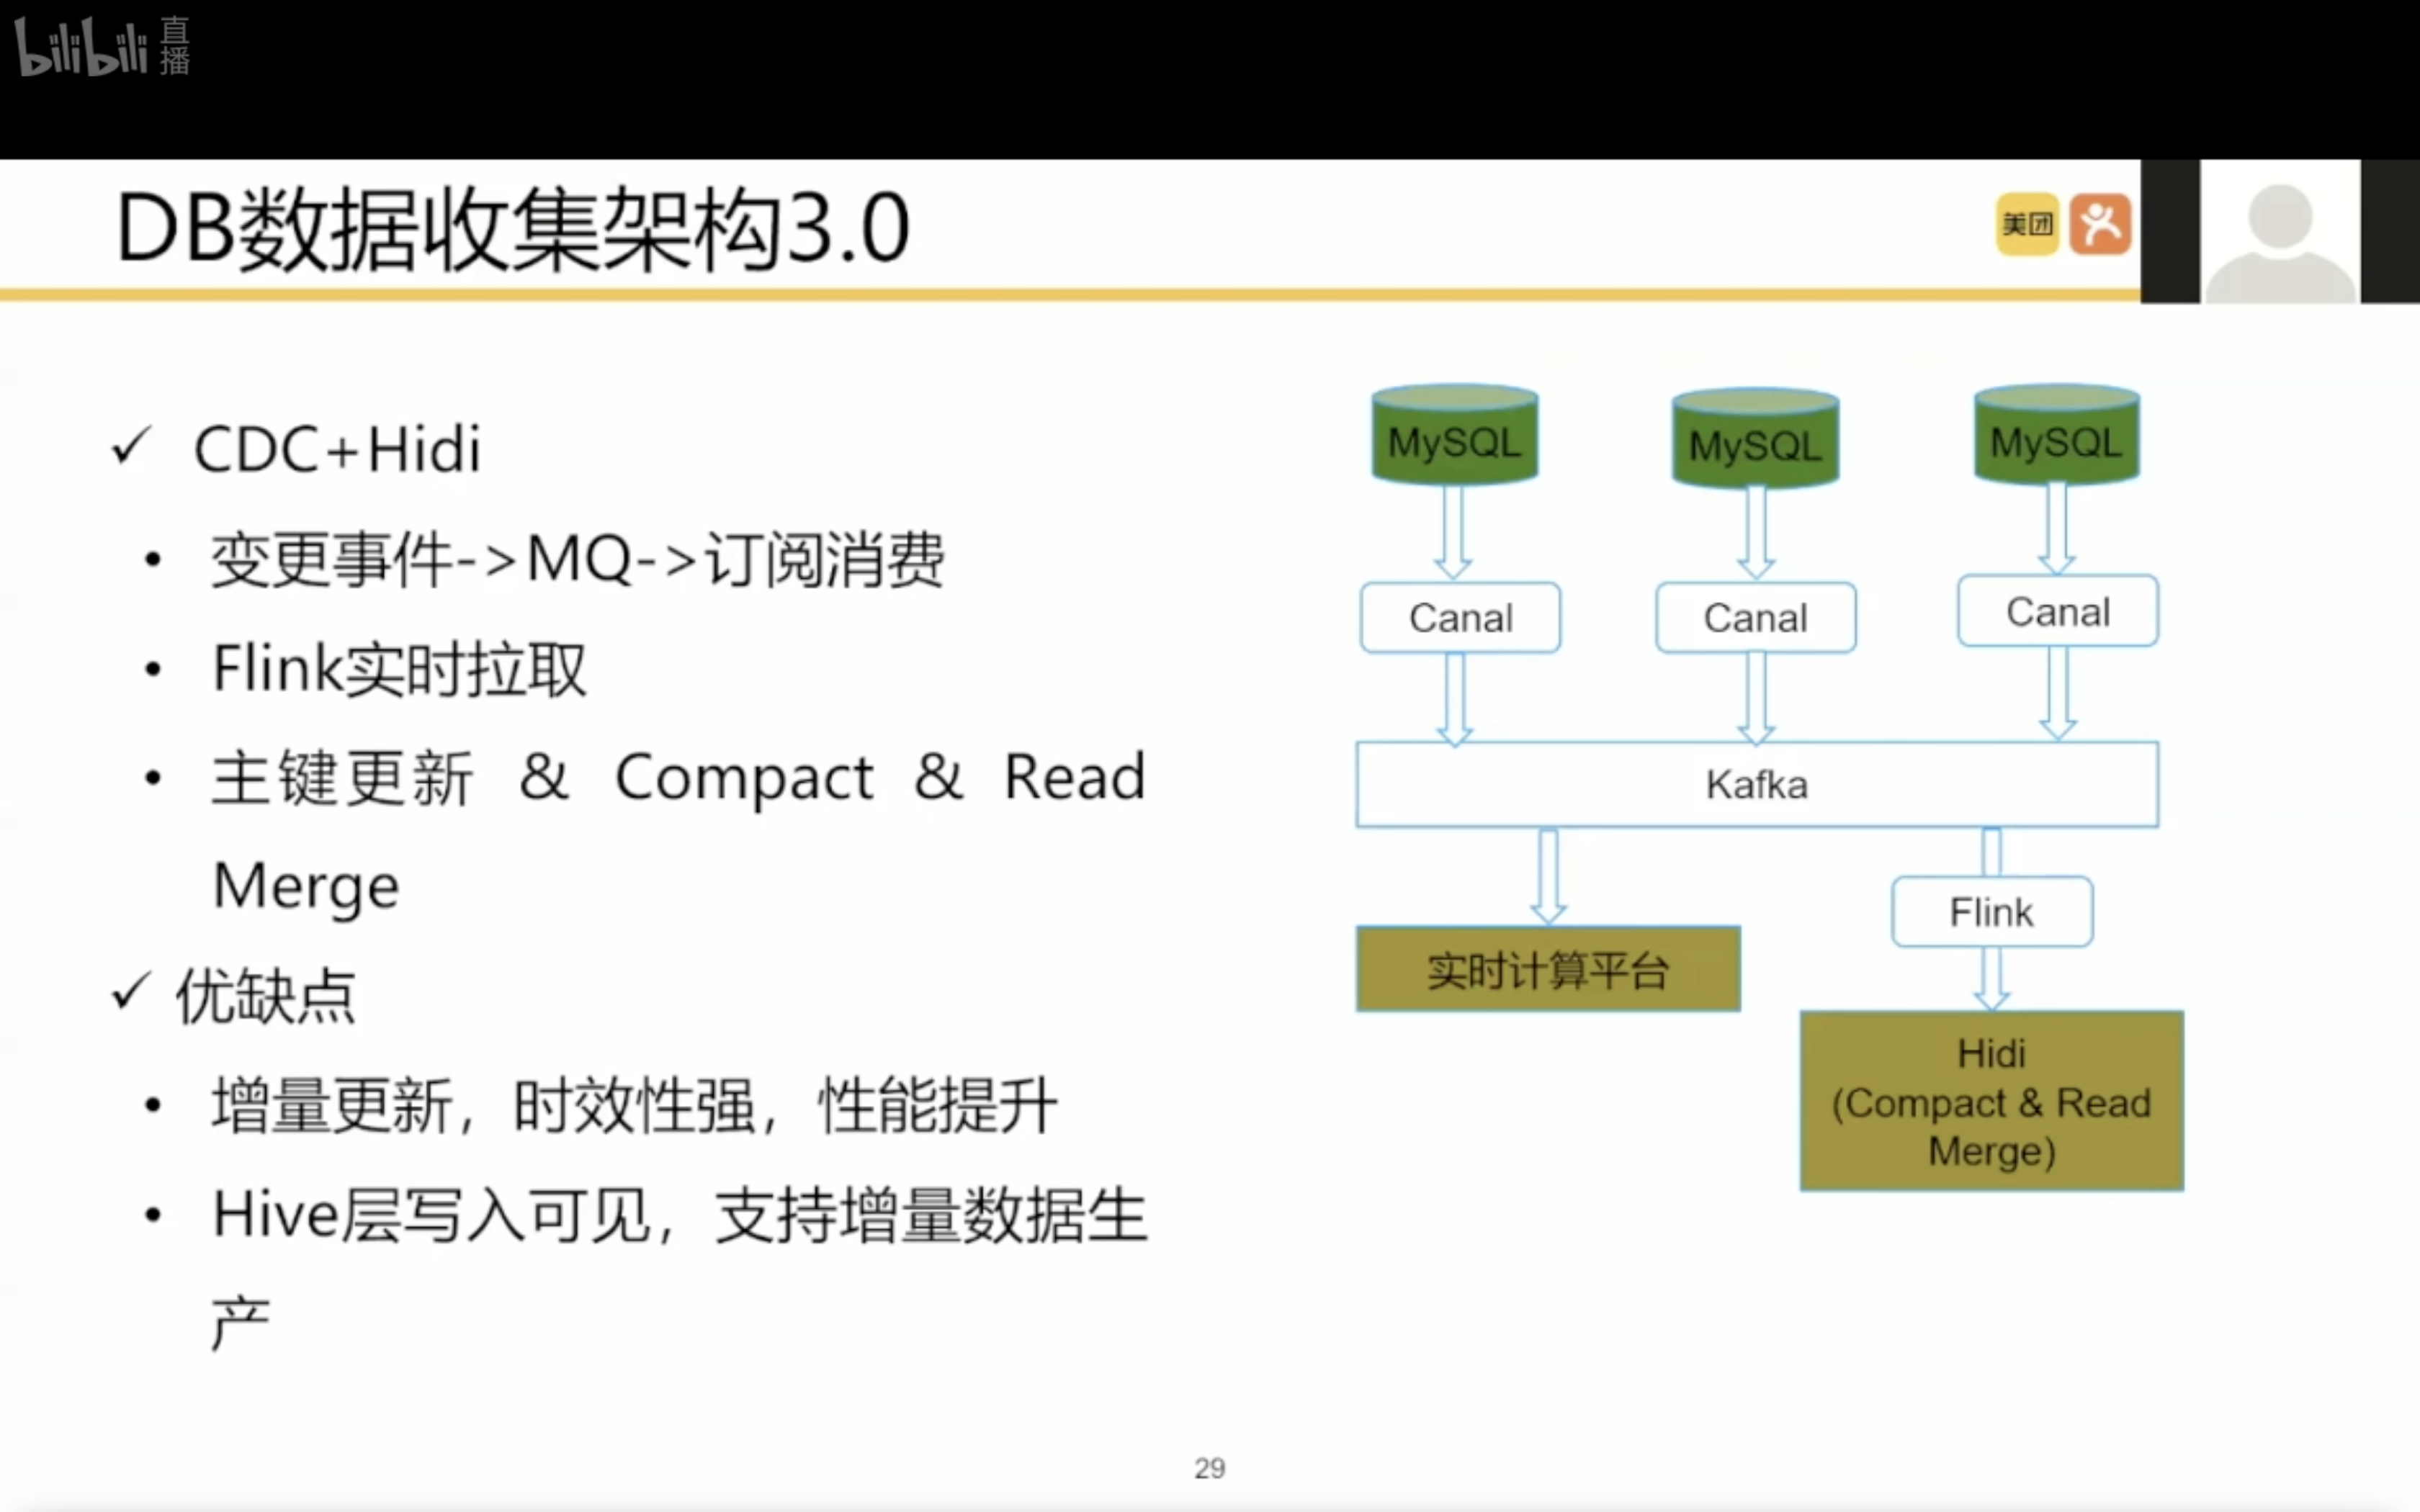 bilibili 直播
DB数据收集架构3.0
美团
✓ CDC+Hidi
• 变更事件->MQ->订阅消费
• Flink实时拉取
• 主键更新 & Compact & Read
Merge
✓ 优缺点
• 增量更新，时效性强，性能提升
• Hive层写入可见，支持增量数据生
产
MySQL
MySQL
MySQL
Canal
Canal
Canal
Kafka
Flink
实时计算平台
Hidi
(Compact & Read
Merge)
29